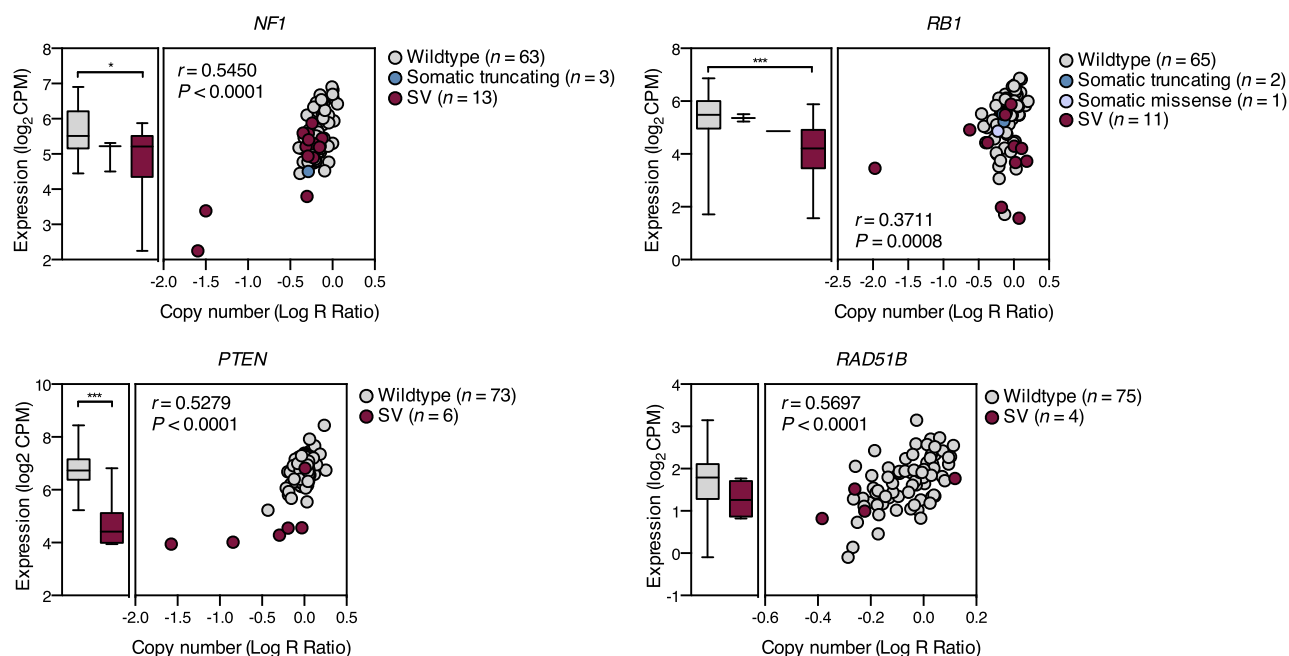 NF1
8
7
6
5
4
3
2
Expression (log2 CPM)
*
r = 0.5450
P < 0.0001
-2.0 -1.5 -1.0 -0.5 0.0 0.5
Copy number (Log R Ratio)
Wildtype (n = 63)
Somatic truncating (n = 3)
SV (n = 13)
RB1
8
6
4
2
0
Expression (log2 CPM)
***
r = 0.3711
P = 0.0008
-2.5 -2.0 -1.5 -1.0 -0.5 0.0 0.5
Copy number (Log R Ratio)
Wildtype (n = 65)
Somatic truncating (n = 2)
Somatic missense (n = 1)
SV (n = 11)
PTEN
10
8
6
4
2
Expression (log2 CPM)
***
r = 0.5279
P < 0.0001
-2.0 -1.5 -1.0 -0.5 0.0 0.5
Copy number (Log R Ratio)
Wildtype (n = 73)
SV (n = 6)
RAD51B
4
3
2
1
0
-1
Expression (log2 CPM)
r = 0.5697
P < 0.0001
-0.6 -0.4 -0.2 0.0 0.2
Copy number (Log R Ratio)
Wildtype (n = 75)
SV (n = 4)